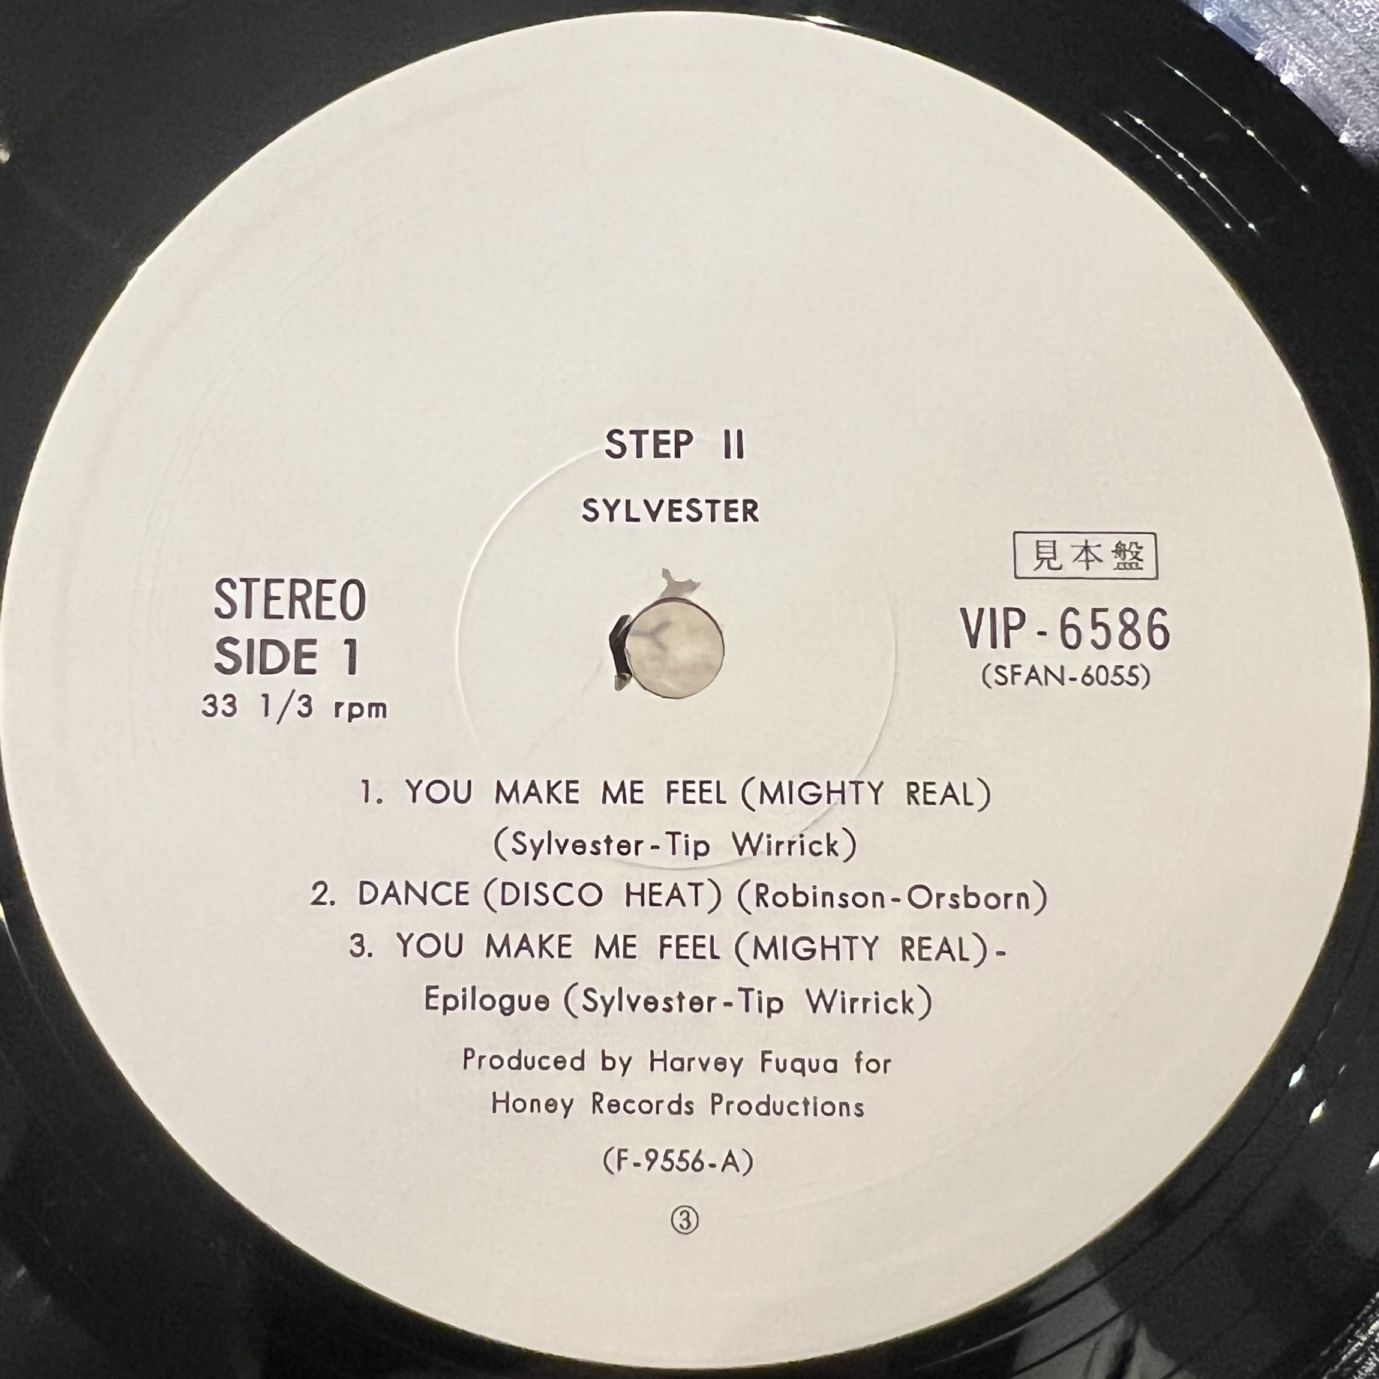 STEP II
SYLVESTER
見本盤
STEREO
VIP-6586
SIDE 1
(SFAN-6055)
33 1/3 rpm
1. YOU MAKE ME FEEL (MIGHTY REAL)
(Sylvester-Tip Wirrick)
2. DANCE (DISCO HEAT) (Robinson-Orsborn)
3. YOU MAKE ME FEEL (MIGHTY REAL)-
Epilogue (Sylvester-Tip Wirrick)
Produced by Harvey Fuqua for
Honey Records Productions
(F-9556-A)
③